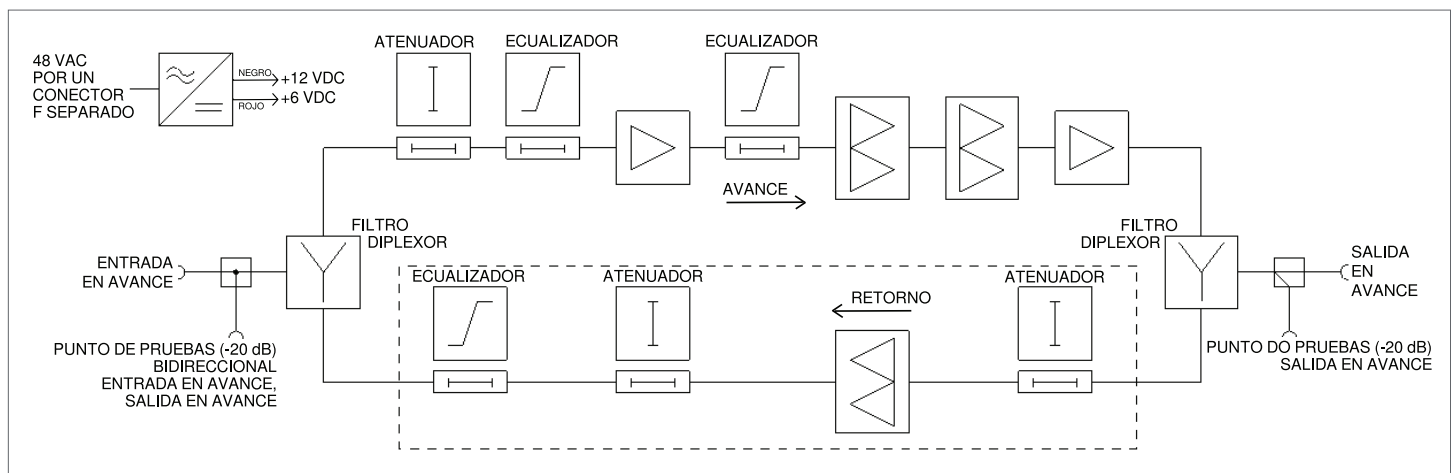 48 VAC
POR UN
CONECTOR
F SEPARADO
NEGRO
+12 VDC
+6 VDC
ROJO
ATENUADOR
ECUALIZADOR
ECUALIZADOR
AVANCE
FILTRO
DIPLEXOR
FILTRO
DIPLEXOR
ENTRADA
EN AVANCE
SALIDA
EN
AVANCE
ECUALIZADOR
ATENUADOR
RETORNO
ATENUADOR
PUNTO DE PRUEBAS (-20 dB)
BIDIRECCIONAL
ENTRADA EN AVANCE,
SALIDA EN AVANCE
PUNTO DO PRUEBAS (-20 dB)
SALIDA EN AVANCE